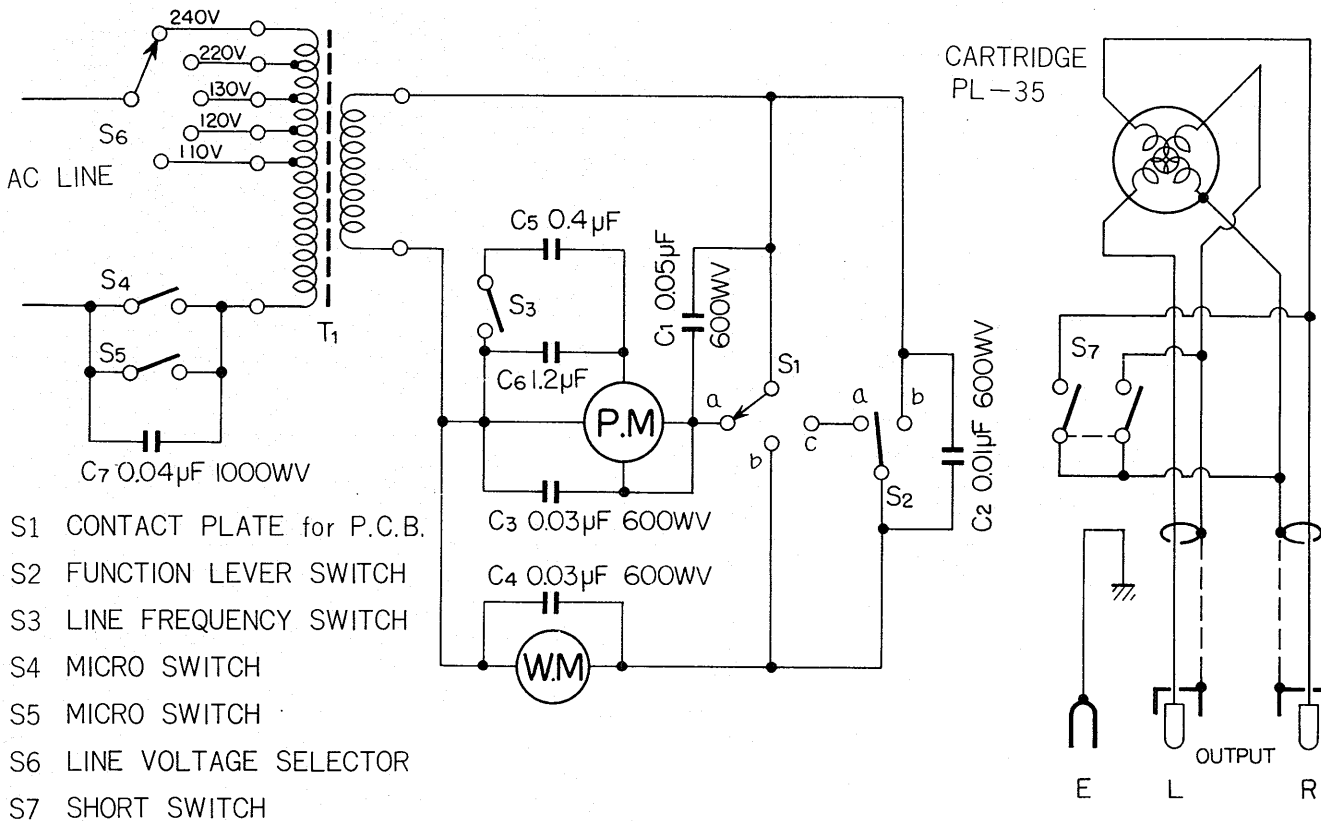 240V
220V
130V
120V
110V
S6
AC LINE
S4
S5
C7 0.04µF 1000WV
T1
C5 0.4µF
S3
C6 1.2µF
P.M
C3 0.03µF 600WV
C4 0.03µF 600WV
W.M
C1 0.05µF
600WV
S1
a
b
c
a
b
S2
C2 0.01µF 600WV
CARTRIDGE
PL-35
S7
E
L
OUTPUT
R
S1 CONTACT PLATE for P.C.B.
S2 FUNCTION LEVER SWITCH
S3 LINE FREQUENCY SWITCH
S4 MICRO SWITCH
S5 MICRO SWITCH
S6 LINE VOLTAGE SELECTOR
S7 SHORT SWITCH